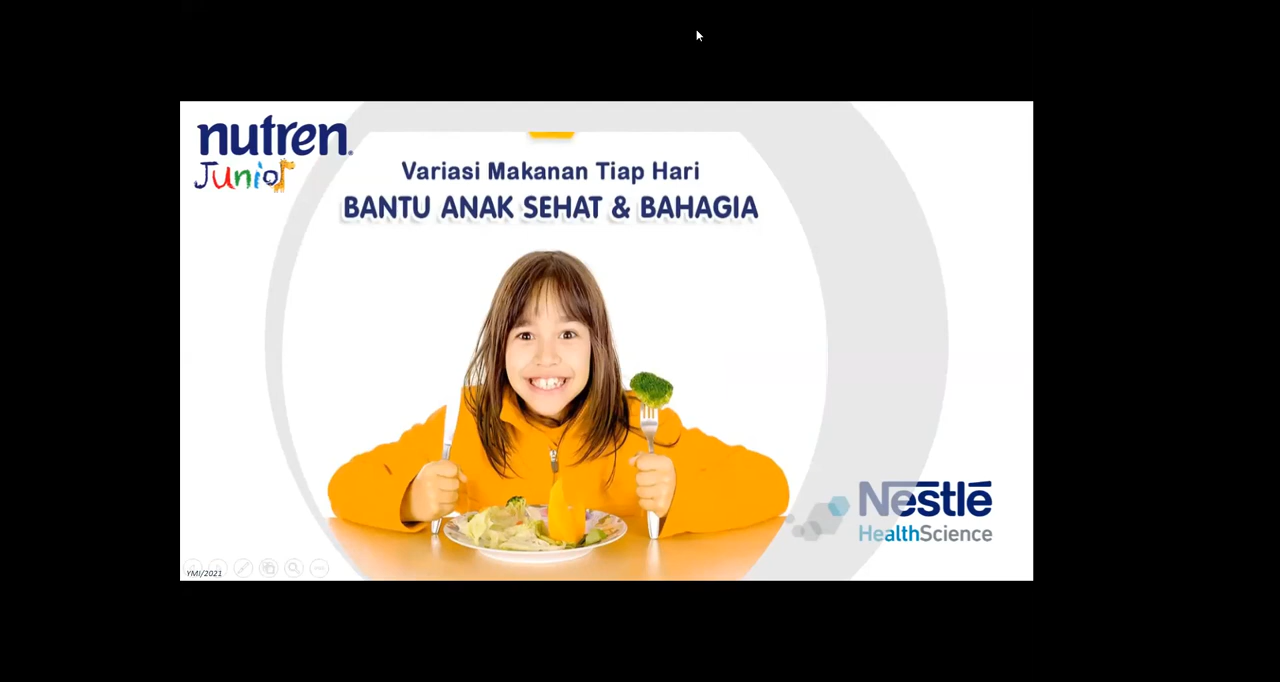 nutren®
Junior
Variasi Makanan Tiap Hari
BANTU ANAK SEHAT & BAHAGIA
Nestlé
HealthScience
YMI/2021